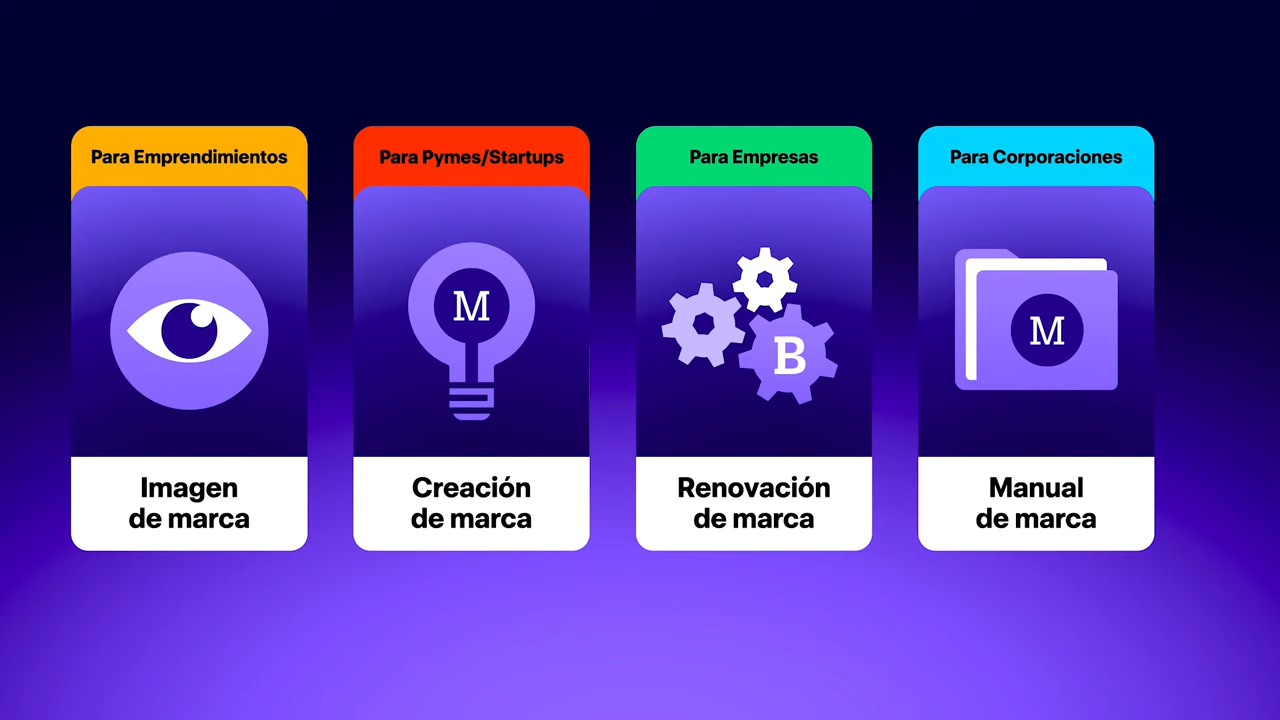 Para Emprendimientos
Imagen
de marca
Para Pymes/Startups
M
Creación
de marca
Para Empresas
B
Renovación
de marca
Para Corporaciones
M
Manual
de marca